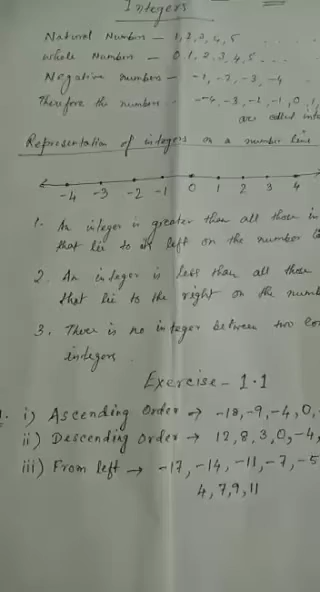 Integers
Natural Numbers - 1,2,3,4,5 . . . .
whole Numbers - 0,1,2,3,4,5 . . . .
Negative numbers - -1, -2, -3, -4
Therefore the numbers - -4, -3, -2, -1, 0, 1
are called
Representation of integers on a number line
-4 -3 -2 -1 0 1 2 3 4
1. An integer is greater than all those in
that lie to its left on the number
2. An integer is less than all those
that lie to the right on the
3. There is no integer between two
integers.
Exercise - 1.1
1. i) Ascending Order → -18, -9, -4, 0,
ii) Descending Order → 12, 8, 3, 0, -4,
iii) From left → -17, -14, -11, -7, -5
4, 7, 9, 11